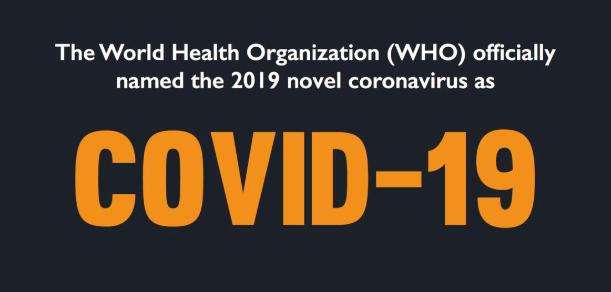 The World Health Organization (WHO) officially
named the 2019 novel coronavirus as
COVID-19